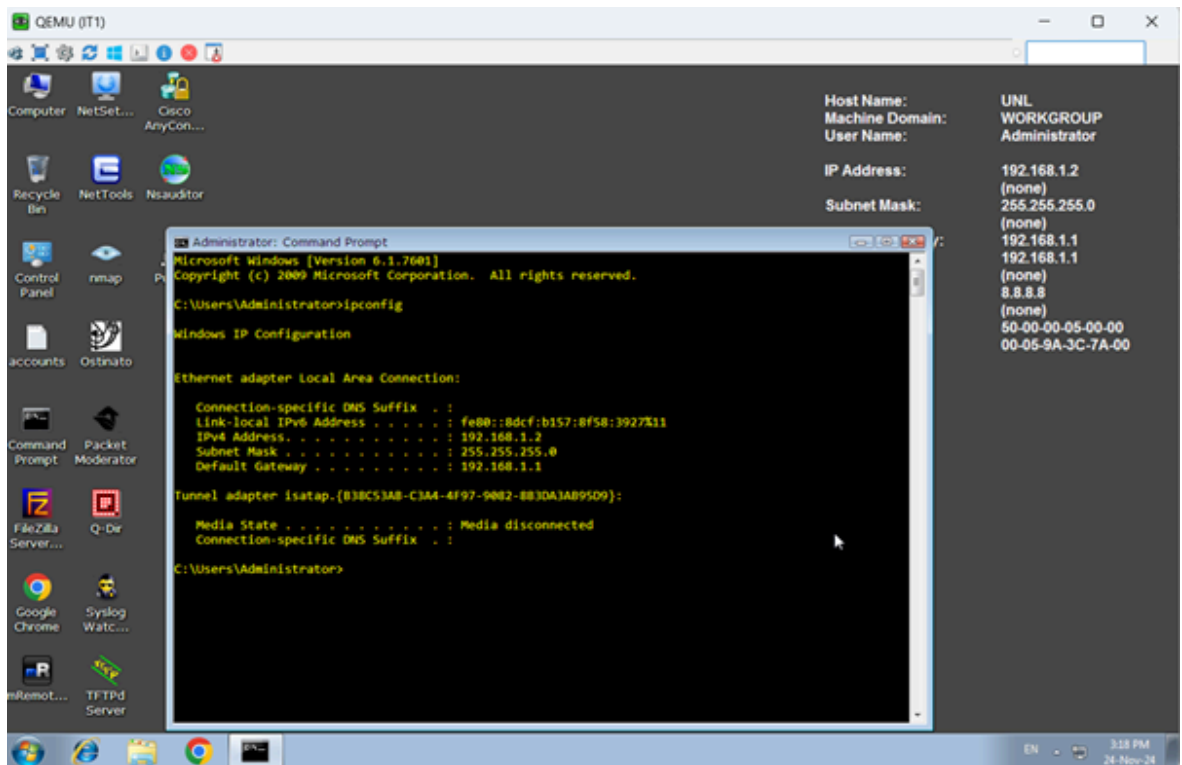 QEMU (IT1)
Computer
NetSet...
Cisco
AnyCon...
Recycle
Bin
NetTools
Nsauditor
Control
Panel
nmap
accounts
Ostinato
Command
Prompt
Packet
Moderator
FileZilla
Server...
Q-Dir
Google
Chrome
Syslog
Watc...
mRemot...
TFTPd
Server
Host Name: UNL
Machine Domain: WORKGROUP
User Name: Administrator
IP Address: 192.168.1.2
(none)
Subnet Mask: 255.255.255.0
(none)
192.168.1.1
192.168.1.1
(none)
8.8.8.8
(none)
50-00-00-05-00-00
00-05-9A-3C-7A-00
Administrator: Command Prompt
Microsoft Windows [Version 6.1.7601]
Copyright (c) 2009 Microsoft Corporation. All rights reserved.
C:\Users\Administrator>ipconfig
Windows IP Configuration
Ethernet adapter Local Area Connection:
Connection-specific DNS Suffix . :
Link-local IPv6 Address . . . . . : fe80::8dcf:b157:8f58:3927%11
IPv4 Address. . . . . . . . . . . : 192.168.1.2
Subnet Mask . . . . . . . . . . . : 255.255.255.0
Default Gateway . . . . . . . . . : 192.168.1.1
Tunnel adapter isatap.{B38C53AB-C3A4-4F97-9082-8B3DA3AB95D9}:
Media State . . . . . . . . . . . : Media disconnected
Connection-specific DNS Suffix . :
C:\Users\Administrator>
EN
3:18 PM
24-Nov-24